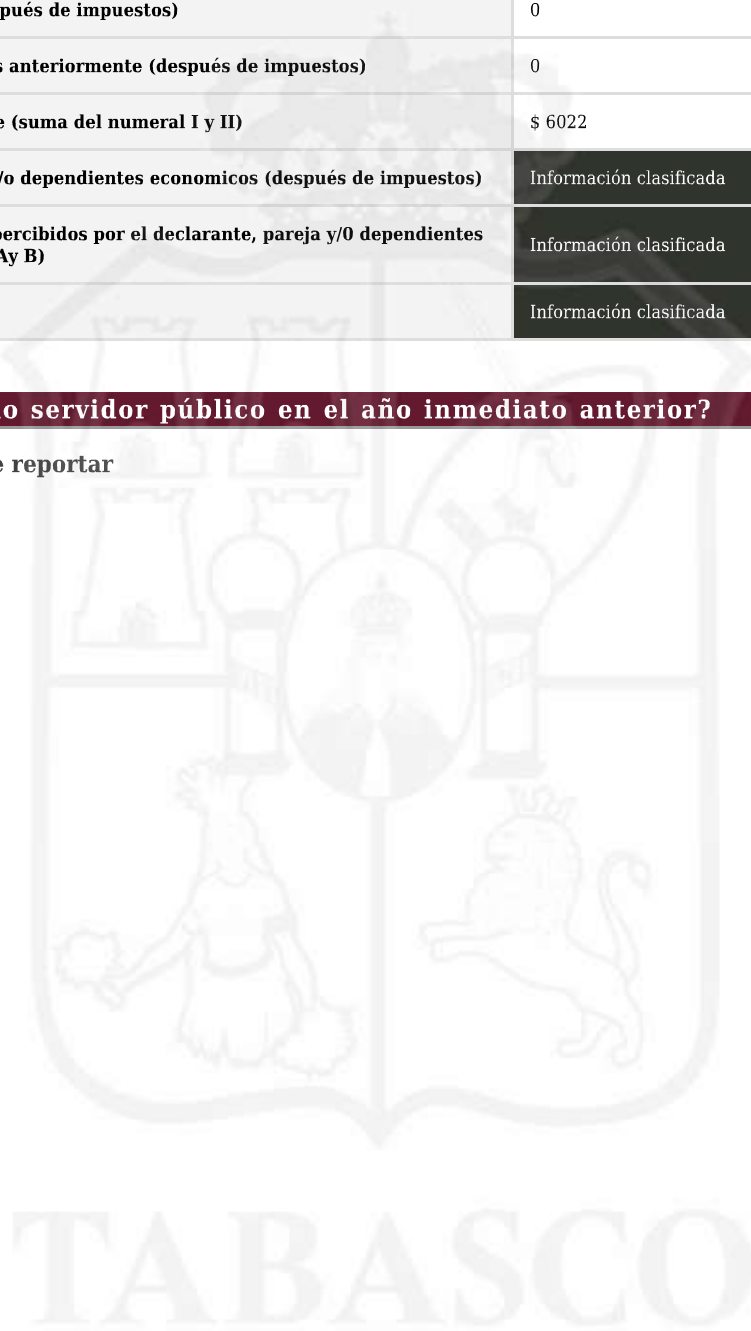 pués de impuestos)
0
s anteriormente (después de impuestos)
0
e (suma del numeral I y II)
$ 6022
/o dependientes economicos (después de impuestos)
Información clasificada
percibidos por el declarante, pareja y/0 dependientes
Ay B)
Información clasificada
Información clasificada
o servidor público en el año inmediato anterior?
e reportar
TABASCO